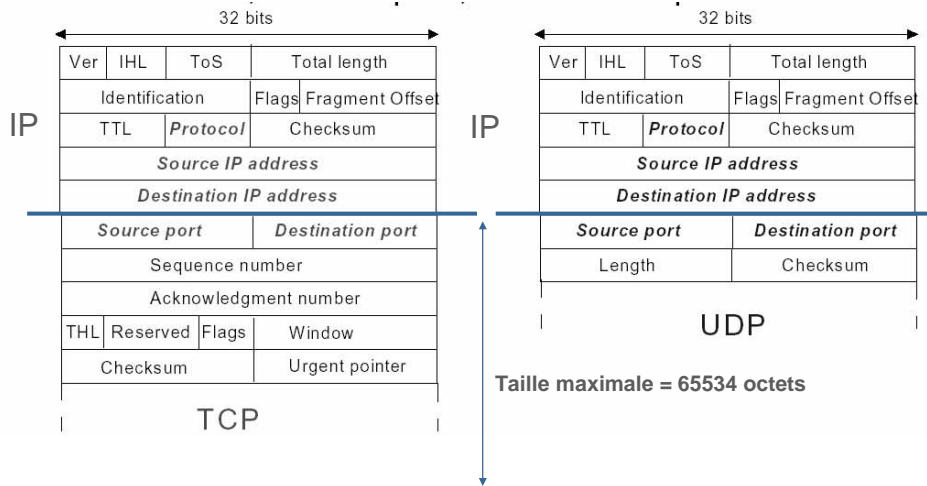 32 bits
Ver IHL ToS Total length
Identification Flags Fragment Offset
IP
TTL Protocol Checksum
Source IP address
Destination IP address
Source port Destination port
Sequence number
Acknowledgment number
THL Reserved Flags Window
Checksum Urgent pointer
TCP
32 bits
Ver IHL ToS Total length
Identification Flags Fragment Offset
IP
TTL Protocol Checksum
Source IP address
Destination IP address
Source port Destination port
Length Checksum
UDP
Taille maximale = 65534 octets